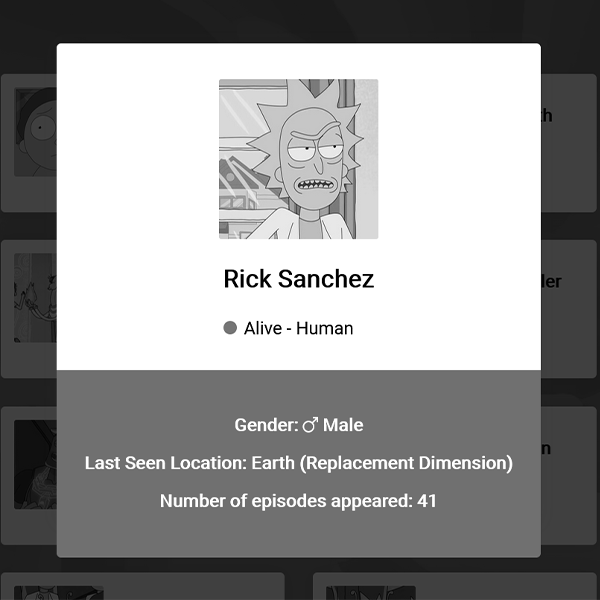 Rick Sanchez
Alive - Human
Gender: ♂ Male
Last Seen Location: Earth (Replacement Dimension)
Number of episodes appeared: 41